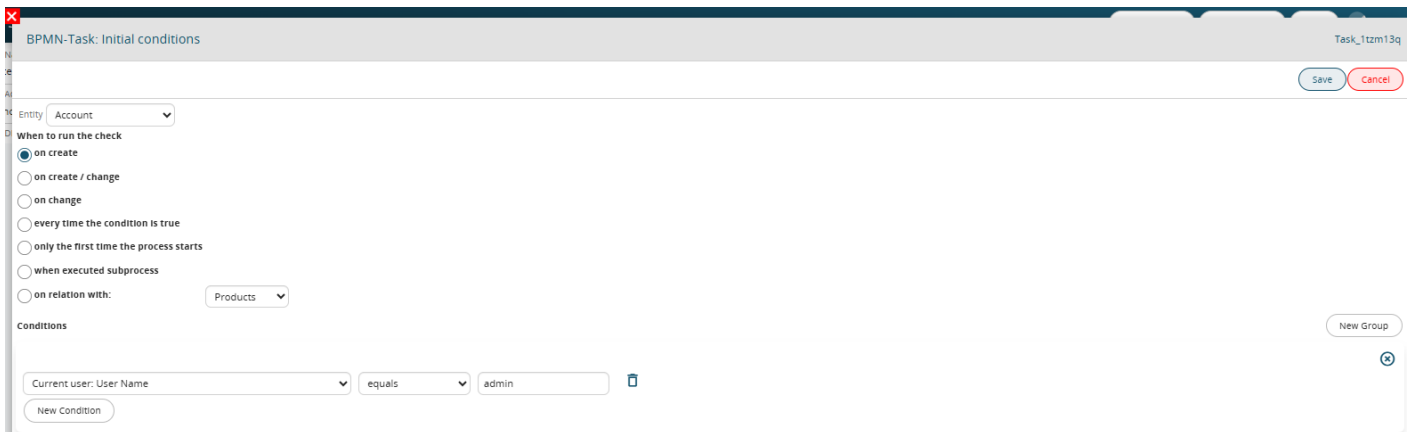 BPMN-Task: Initial conditions
Task_1tzm13q
Save
Cancel
Entity Account
When to run the check
on create
on create / change
on change
every time the condition is true
only the first time the process starts
when executed subprocess
on relation with: Products
Conditions
New Group
Current user: User Name equals admin
New Condition